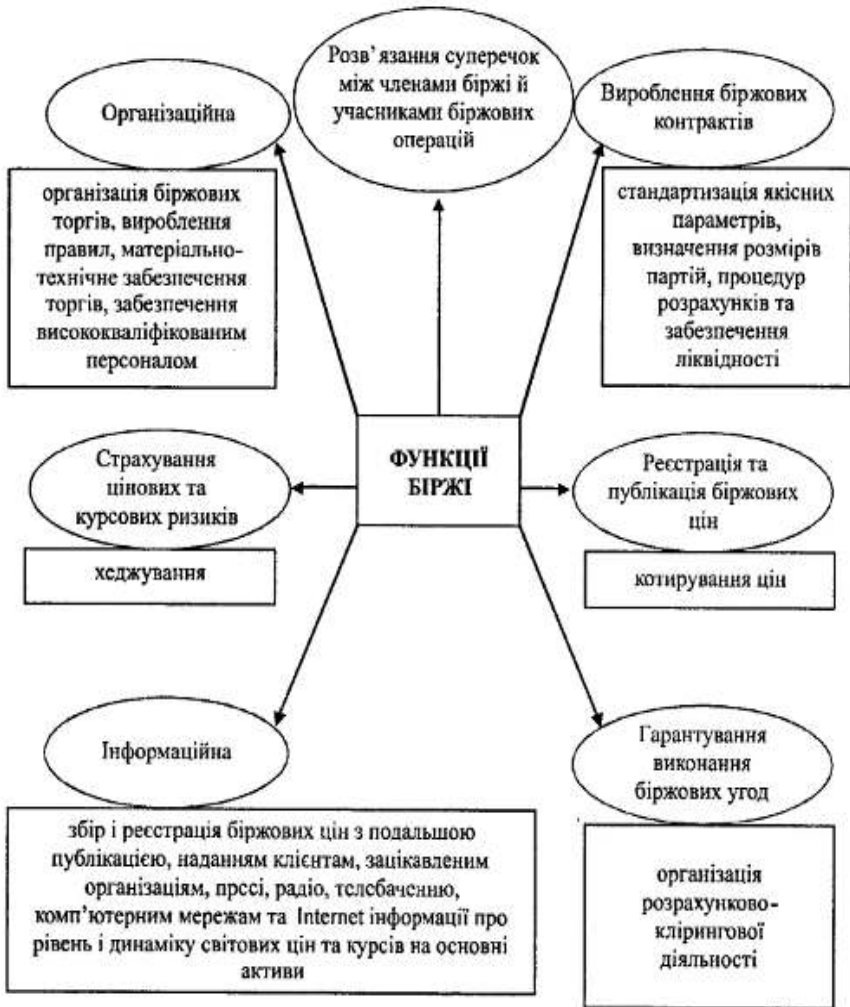 Організаційна
організація біржових
торгів, вироблення
правил, матеріально-
технічне забезпечення
торгів, забезпечення
висококваліфікованим
персоналом
Розв’язання суперечок
між членами біржі й
учасниками біржових
операцій
Вироблення біржових
контрактів
стандартизація якісних
параметрів,
визначення розмірів
партій, процедур
розрахунків та
забезпечення
ліквідності
ФУНКЦІЇ
БІРЖІ
Страхування
цінових та
курсових ризиків
хеджування
Реєстрація та
публікація біржових
цін
котирування цін
Інформаційна
збір і реєстрація біржових цін з подальшою
публікацією, наданням клієнтам, зацікавленим
організаціям, пресі, радіо, телебаченню,
комп’ютерним мережам та Internet інформації про
рівень і динаміку світових цін та курсів на основні
активи
Гарантування
виконання
біржових угод
організація
розрахунково-
клірингової
діяльності